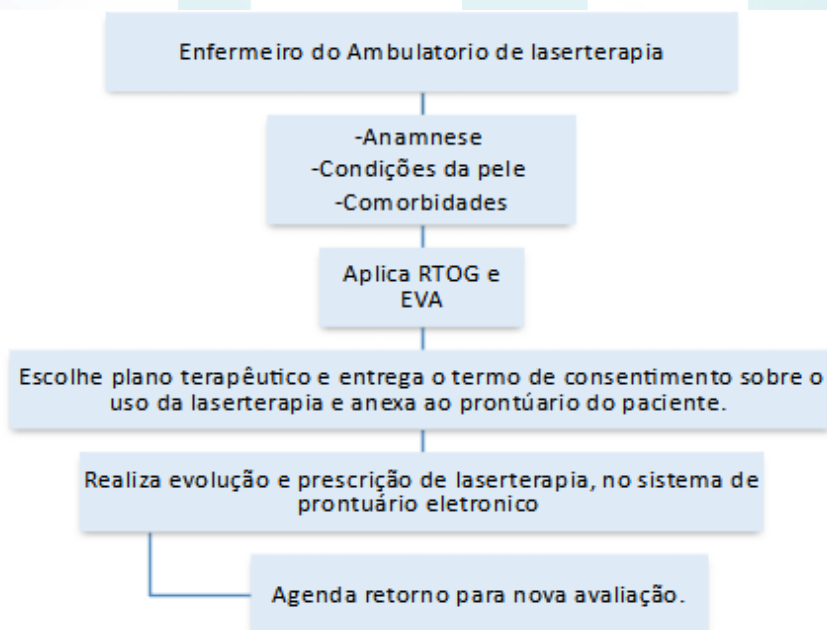 Enfermeiro do Ambulatorio de laserterapia
-Anamnese
-Condições da pele
-Comorbidades
Aplica RTOG e
EVA
Escolhe plano terapêutico e entrega o termo de consentimento sobre o
uso da laserterapia e anexa ao prontúario do paciente.
Realiza evolução e prescrição de laserterapia, no sistema de
prontuário eletronico
Agenda retorno para nova avaliação.